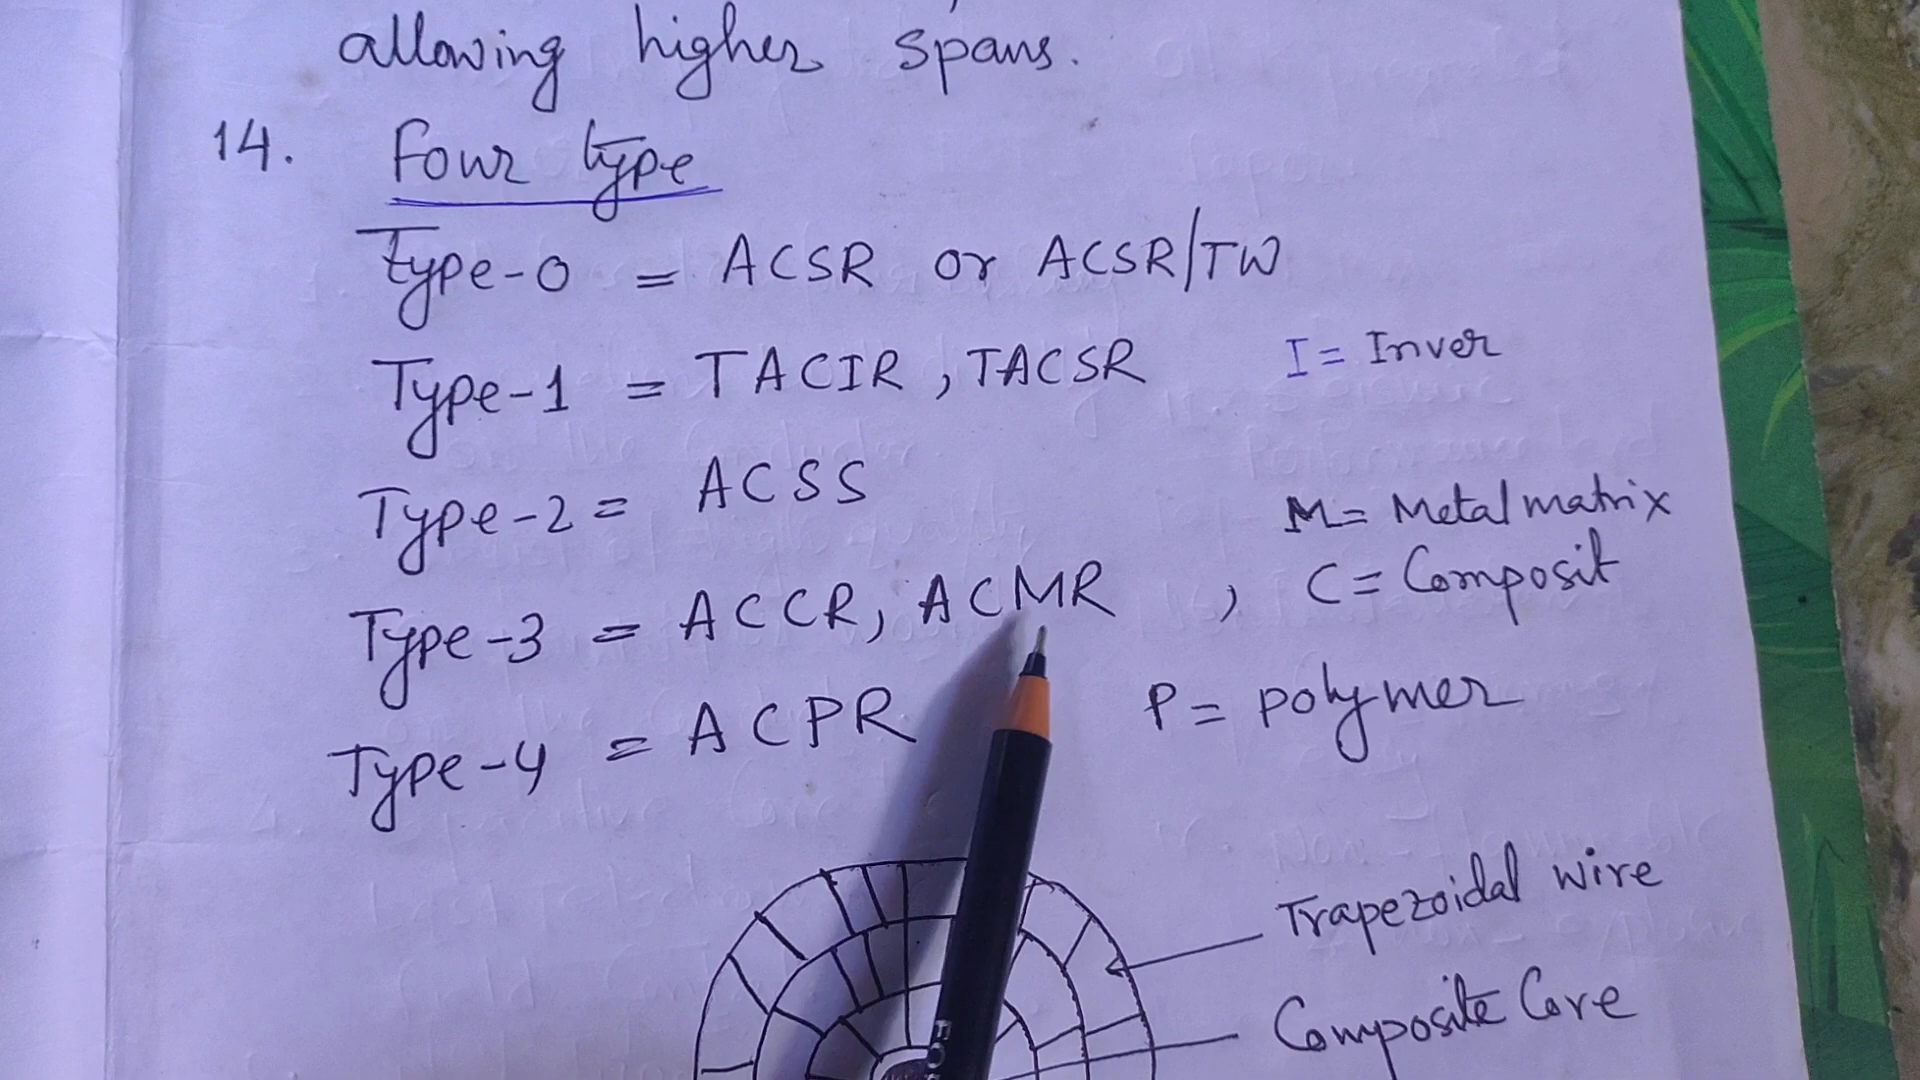 allowing higher spans.
14. Four type
Type-0 = ACSR or ACSR/TW
Type-1 = TACIR, TACSR I = Inver
Type-2 = ACSS
M = Metal matrix
Type-3 = ACCR, ACMR , C = Composit
Type-4 = ACPR P = polymer
Trapezoidal wire
Composite Core